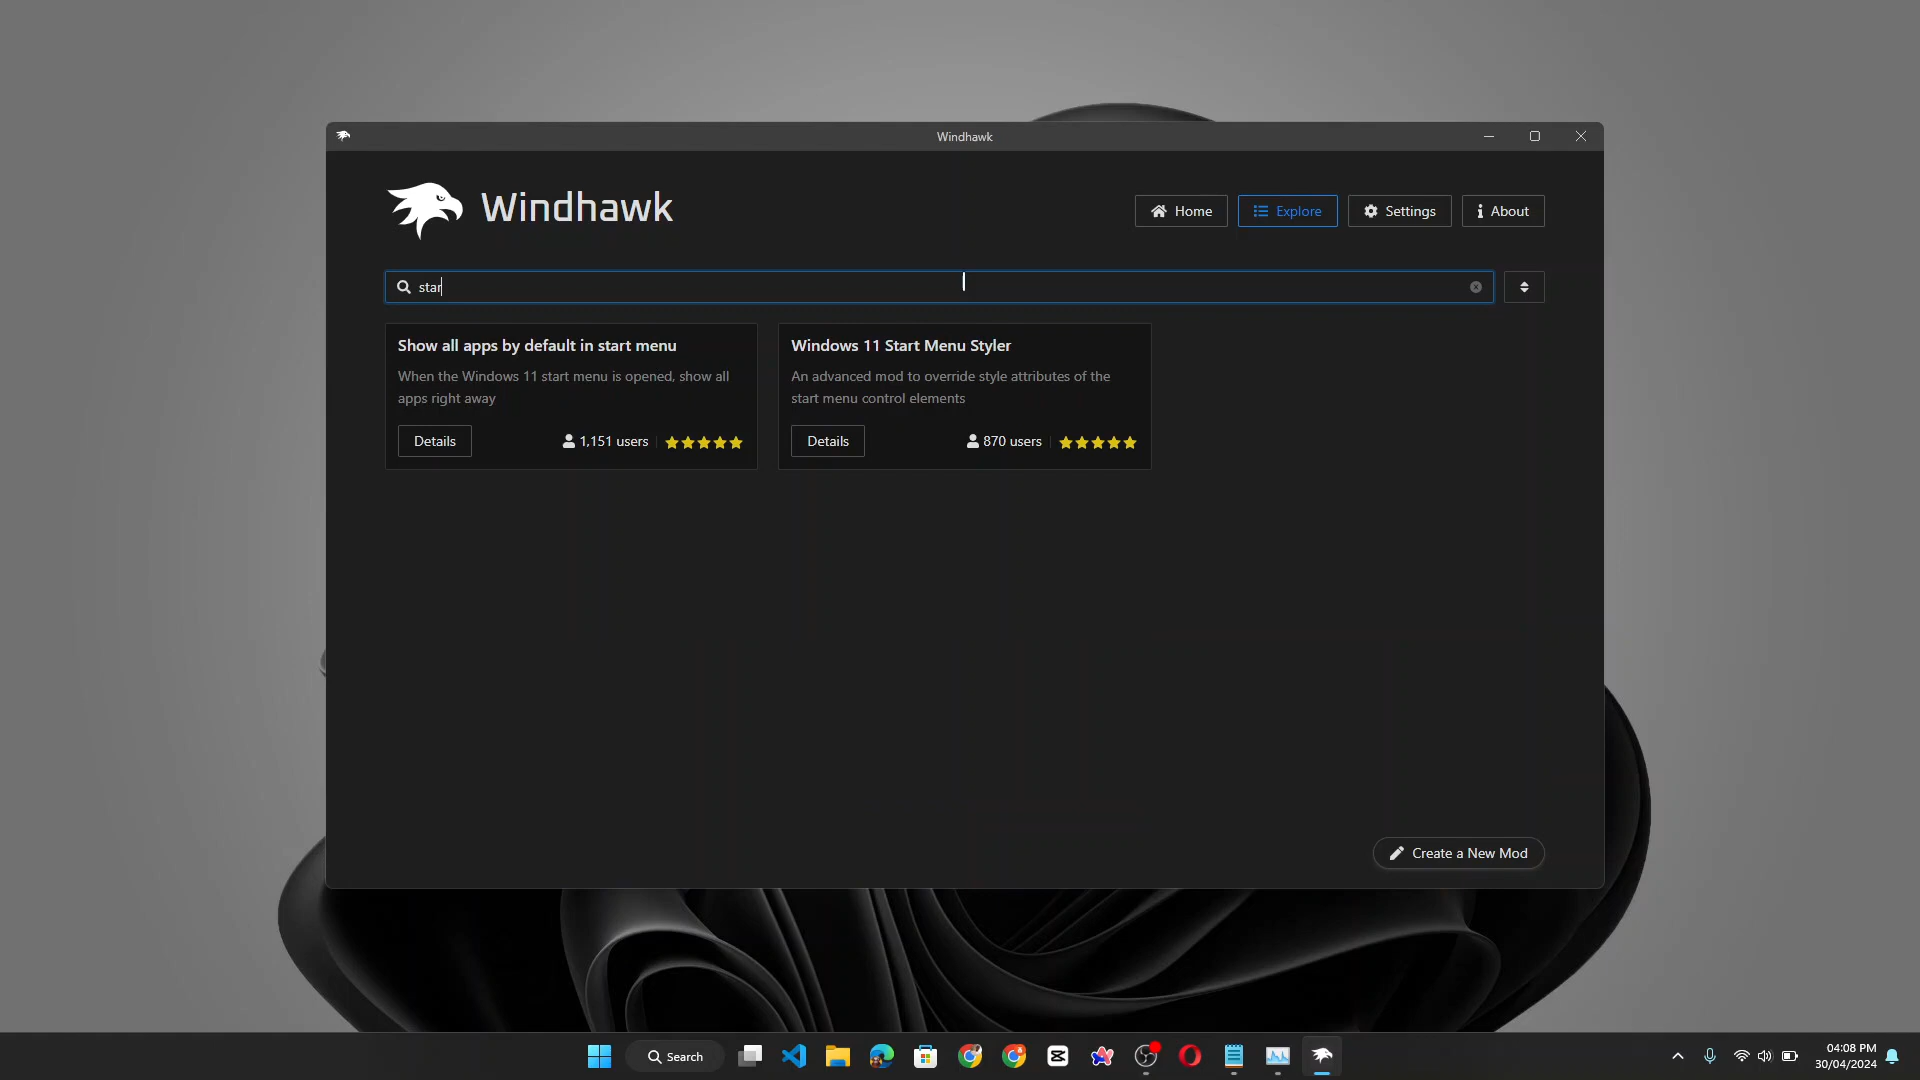 Windhawk
Windhawk
Home
Explore
Settings
About
star
Show all apps by default in start menu
When the Windows 11 start menu is opened, show all
apps right away
Details
1,151 users
Windows 11 Start Menu Styler
An advanced mod to override style attributes of the
start menu control elements
Details
870 users
Create a New Mod
Search
04:08 PM
30/04/2024